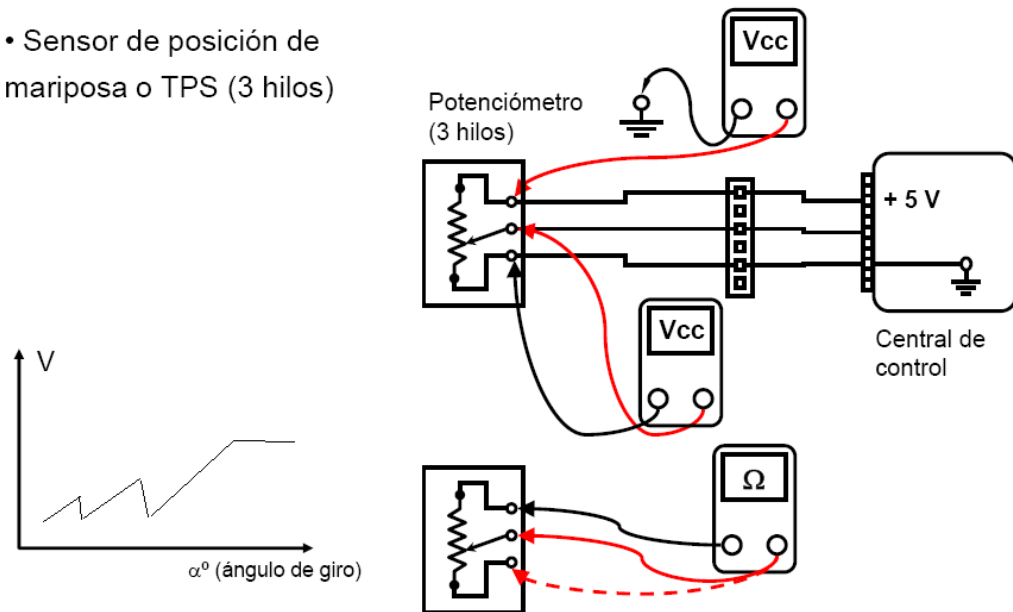 • Sensor de posición de
mariposa o TPS (3 hilos)
Vcc
Potenciómetro
(3 hilos)
+ 5 V
Vcc
Central de
control
V
αº (ángulo de giro)
Ω